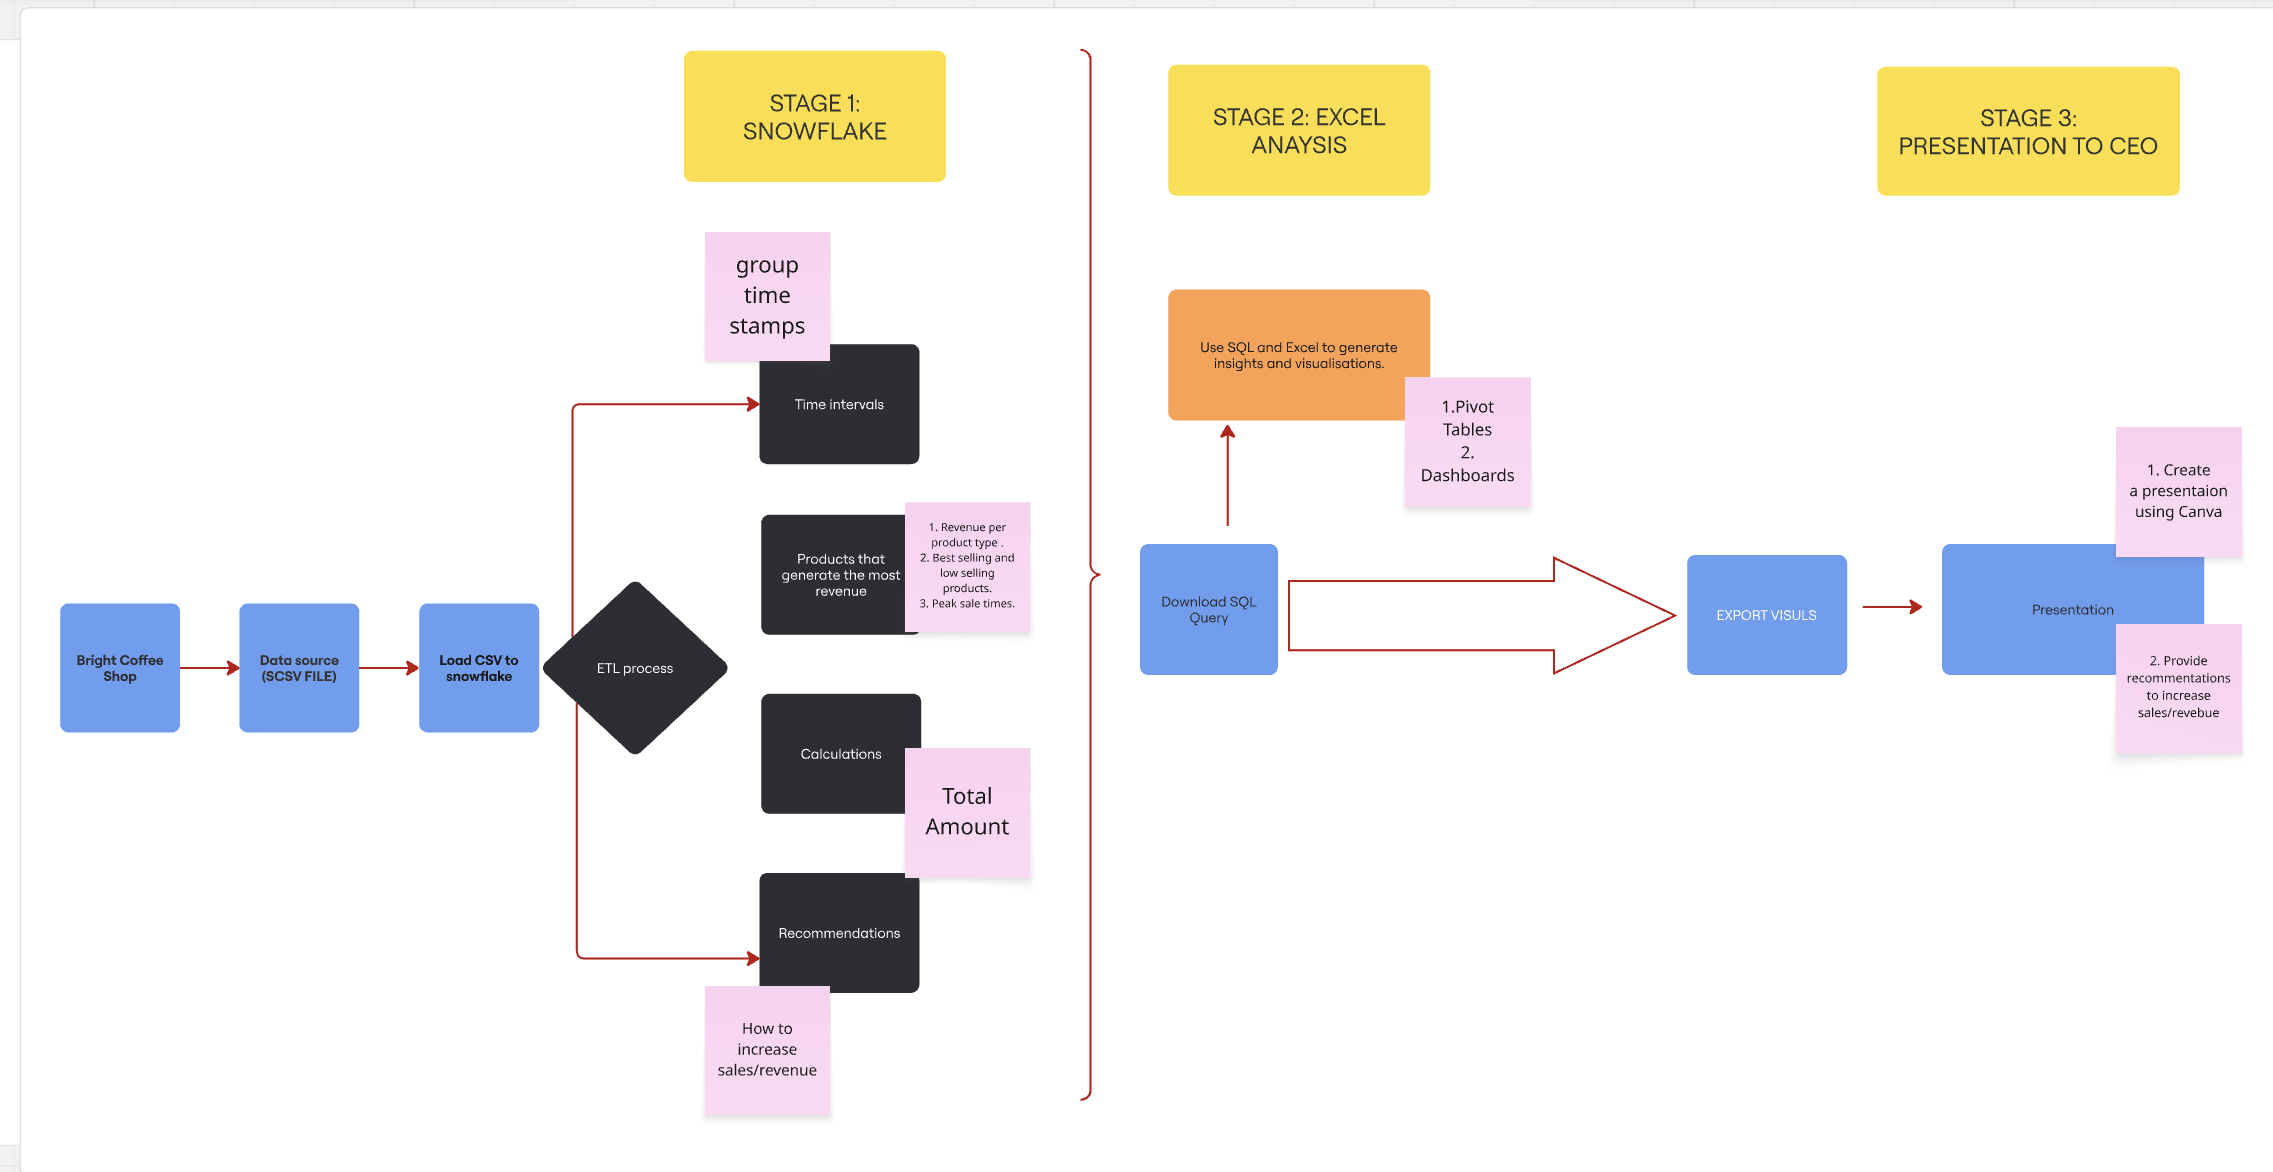 STAGE 1:
SNOWFLAKE
STAGE 2: EXCEL
ANAYSIS
STAGE 3:
PRESENTATION TO CEO
group
time
stamps
Time intervals
Products that
generate the most
revenue
1. Revenue per
product type .
2. Best selling and
low selling
products.
3. Peak sale times.
Bright Coffee
Shop
Data source
(SCSV FILE)
Load CSV to
snowflake
ETL process
Calculations
Total
Amount
Recommendations
How to
increase
sales/revenue
Use SQL and Excel to generate
insights and visualisations.
1.Pivot
Tables
2.
Dashboards
Download SQL
Query
EXPORT VISULS
1. Create
a presentaion
using Canva
Presentation
2. Provide
recommentations
to increase
sales/revebue